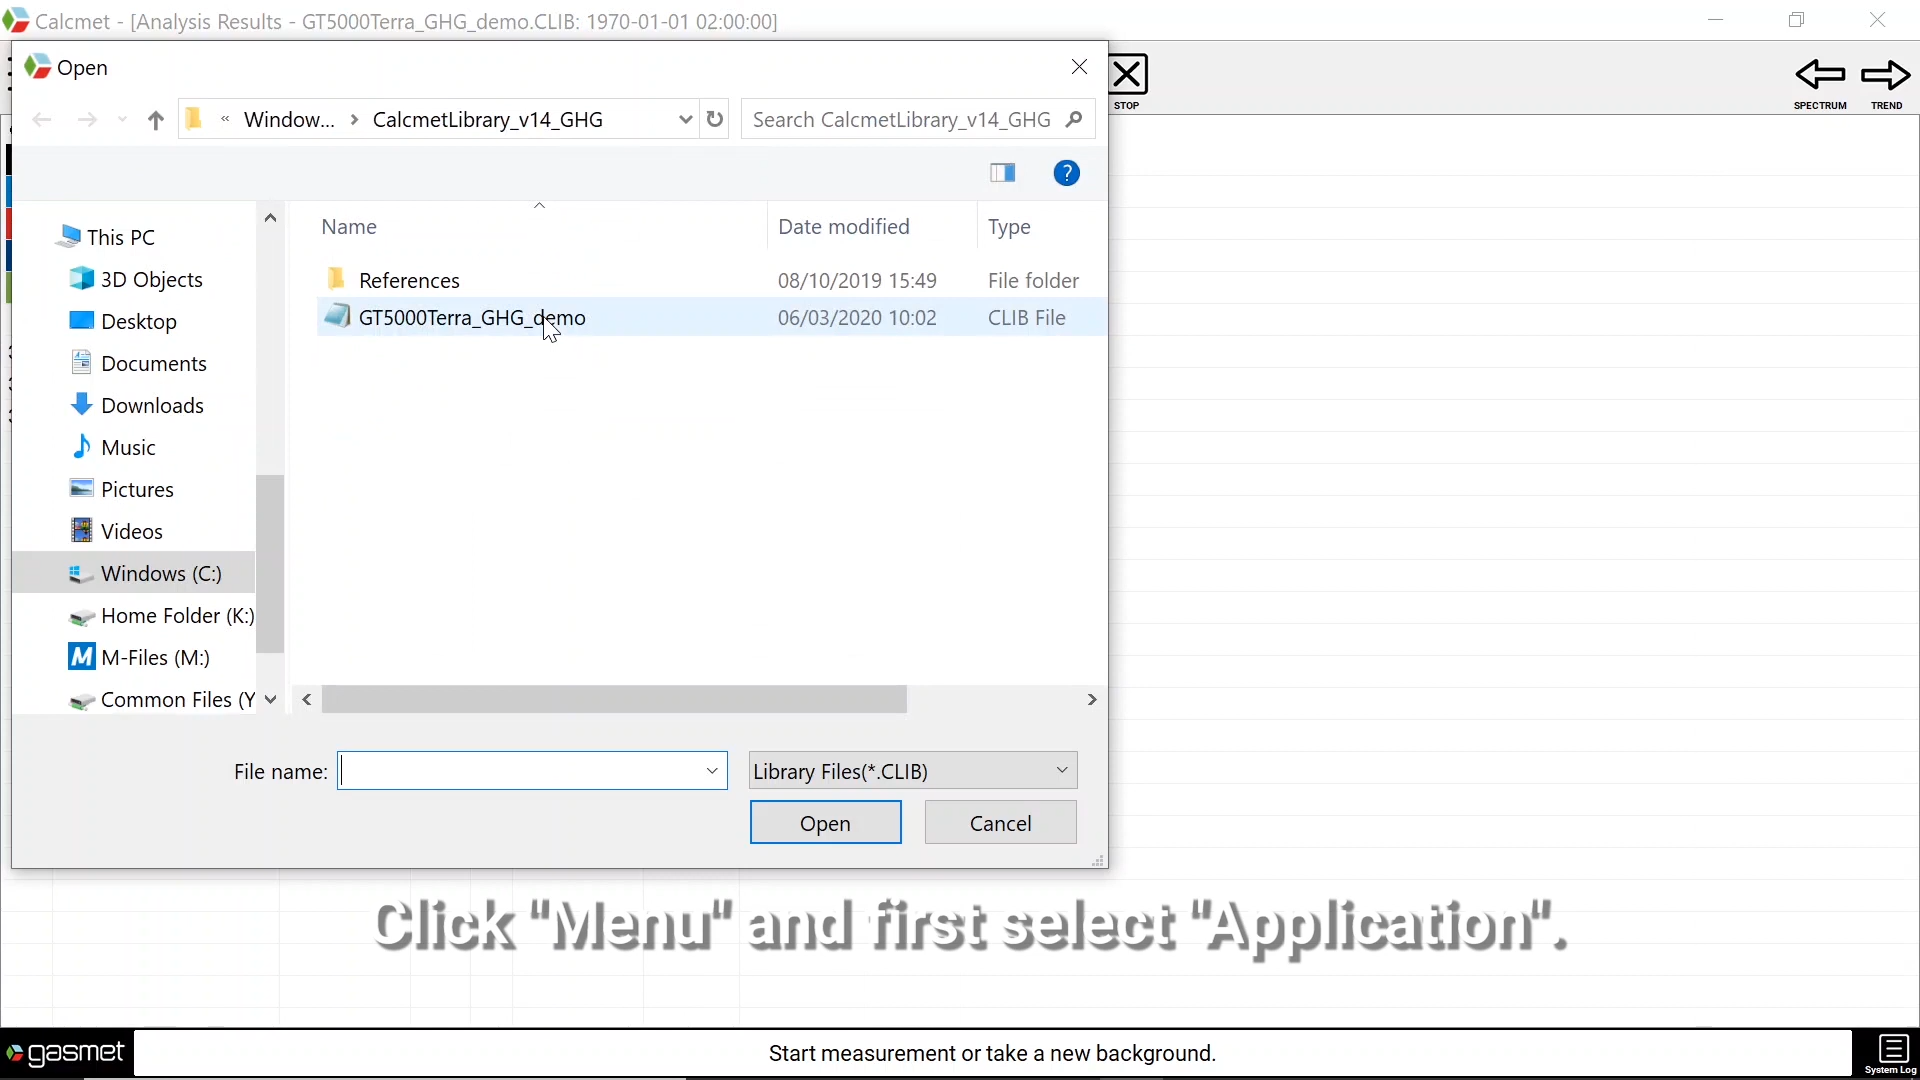 Calcmet - [Analysis Results - GT5000Terra_GHG_demo.CLIB: 1970-01-01 02:00:00]
Open
« Window... > CalcmetLibrary_v14_GHG
Search CalcmetLibrary_v14_GHG
STOP
SPECTRUM
TREND
?
Name Date modified Type
References 08/10/2019 15:49 File folder
GT5000Terra_GHG_demo 06/03/2020 10:02 CLIB File
This PC
3D Objects
Desktop
Documents
Downloads
Music
Pictures
Videos
Windows (C:)
Home Folder (K:)
M M-Files (M:)
Common Files (Y
File name:
Library Files(*.CLIB)
Open
Cancel
Click "Menu" and first select "Application".
gasmet
Start measurement or take a new background.
System Log